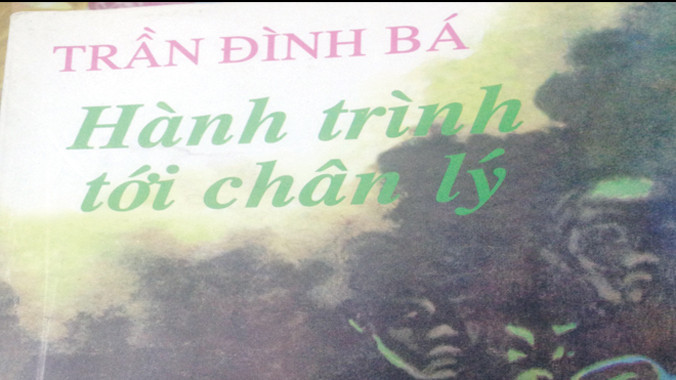 TRẦN ĐÌNH BÁ
Hành trình
tới chân lý